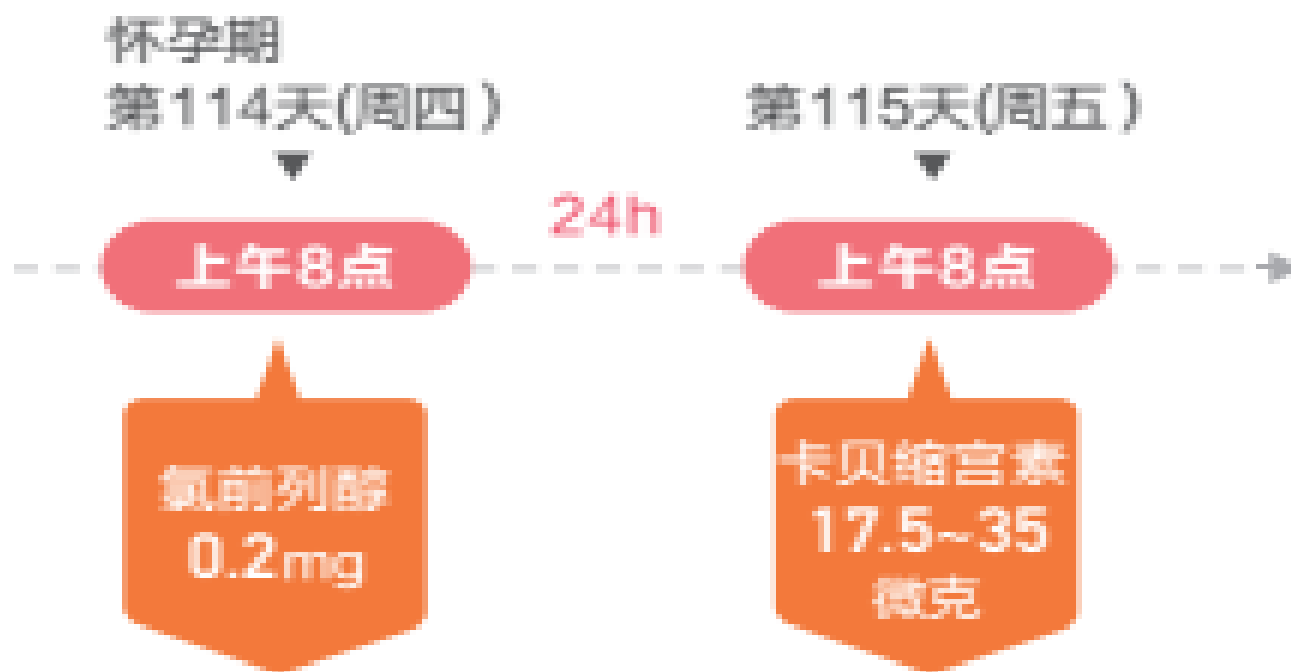 怀孕期
第114天(周四)
第115天(周五)
24h
上午8点
上午8点
氯前列醇
0.2mg
卡贝缩宫素
17.5~35
微克